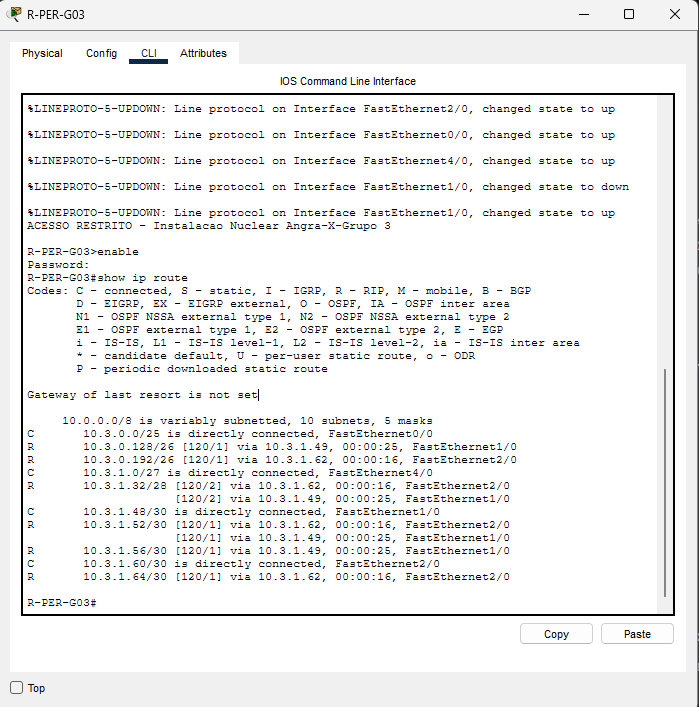 R-PER-G03
Physical Config CLI Attributes
IOS Command Line Interface
%LINEPROTO-5-UPDOWN: Line protocol on Interface FastEthernet2/0, changed state to up
%LINEPROTO-5-UPDOWN: Line protocol on Interface FastEthernet0/0, changed state to up
%LINEPROTO-5-UPDOWN: Line protocol on Interface FastEthernet4/0, changed state to up
%LINEPROTO-5-UPDOWN: Line protocol on Interface FastEthernet1/0, changed state to down
%LINEPROTO-5-UPDOWN: Line protocol on Interface FastEthernet1/0, changed state to up
ACESSO RESTRITO - Instalacao Nuclear Angra-X-Grupo 3
R-PER-G03>enable
Password:
R-PER-G03#show ip route
Codes: C - connected, S - static, I - IGRP, R - RIP, M - mobile, B - BGP
D - EIGRP, EX - EIGRP external, O - OSPF, IA - OSPF inter area
N1 - OSPF NSSA external type 1, N2 - OSPF NSSA external type 2
E1 - OSPF external type 1, E2 - OSPF external type 2, E - EGP
i - IS-IS, L1 - IS-IS level-1, L2 - IS-IS level-2, ia - IS-IS inter area
* - candidate default, U - per-user static route, o - ODR
P - periodic downloaded static route
Gateway of last resort is not set
10.0.0.0/8 is variably subnetted, 10 subnets, 5 masks
C 10.3.0.0/25 is directly connected, FastEthernet0/0
R 10.3.0.128/26 [120/1] via 10.3.1.49, 00:00:25, FastEthernet1/0
R 10.3.0.192/26 [120/1] via 10.3.1.62, 00:00:16, FastEthernet2/0
C 10.3.1.0/27 is directly connected, FastEthernet4/0
R 10.3.1.32/28 [120/2] via 10.3.1.62, 00:00:16, FastEthernet2/0
[120/2] via 10.3.1.49, 00:00:25, FastEthernet1/0
C 10.3.1.48/30 is directly connected, FastEthernet1/0
R 10.3.1.52/30 [120/1] via 10.3.1.62, 00:00:16, FastEthernet2/0
[120/1] via 10.3.1.49, 00:00:25, FastEthernet1/0
R 10.3.1.56/30 [120/1] via 10.3.1.49, 00:00:25, FastEthernet1/0
C 10.3.1.60/30 is directly connected, FastEthernet2/0
R 10.3.1.64/30 [120/1] via 10.3.1.62, 00:00:16, FastEthernet2/0
R-PER-G03#
Copy Paste
Top